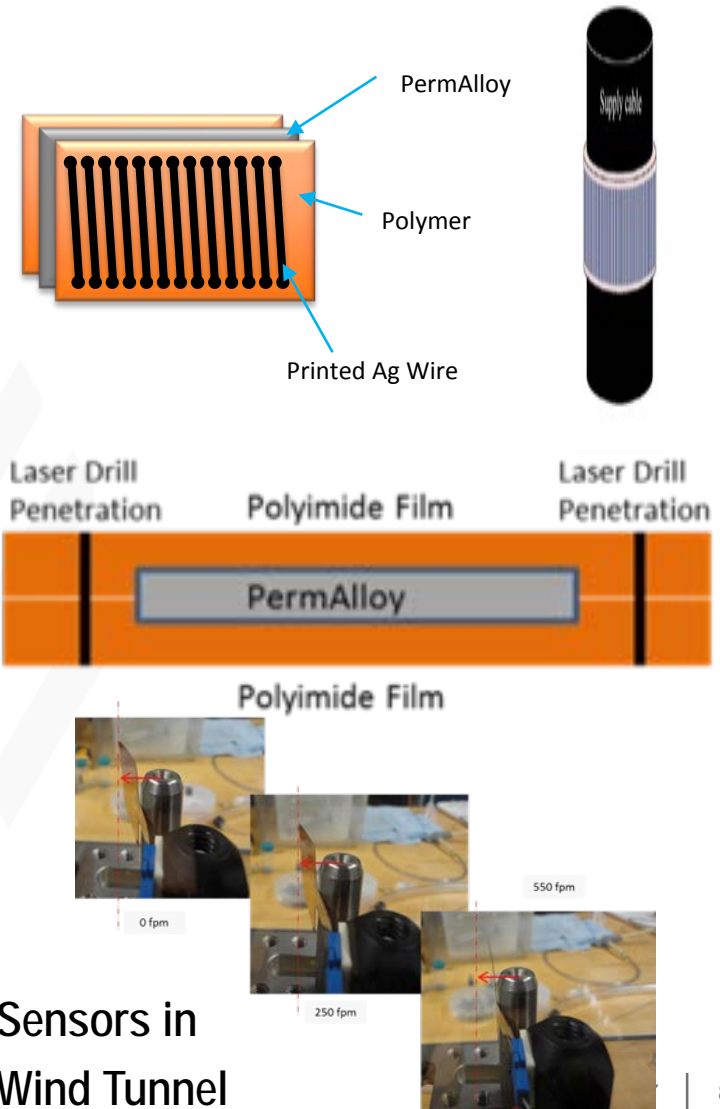 PermAlloy
Supply cable
Polymer
Printed Ag Wire
Laser Drill
Penetration
Polyimide Film
Laser Drill
Penetration
PermAlloy
Polyimide Film
0 fpm
250 fpm
550 fpm
Sensors in
Wind Tunnel
|